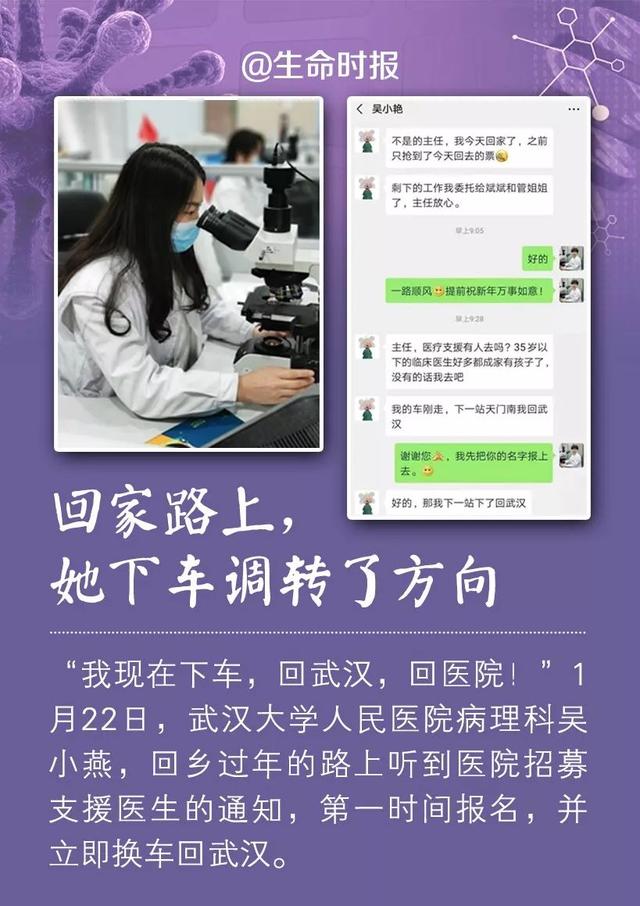 @生命时报
吴小艳
不是的主任，我今天回家了，之前
只抢到了今天回去的票
剩下的工作我委托给斌斌和管姐姐
了，主任放心。
早上9:05
好的
一路顺风 提前祝新年万事如意！
早上9:28
主任，医疗支援有人去吗？35岁以
下的临床医生好多都成家有孩子了，
没有的话我去吧
我的车刚走，下一站天门南我回武
汉
谢谢您 ，我先把你的名字报上
去。
好的，那我下一站下了回武汉
回家路上，
她下车调转了方向
“我现在下车，回武汉，回医院！”1
月22日，武汉大学人民医院病理科吴
小燕，回乡过年的路上听到医院招募
支援医生的通知，第一时间报名，并
立即换车回武汉。